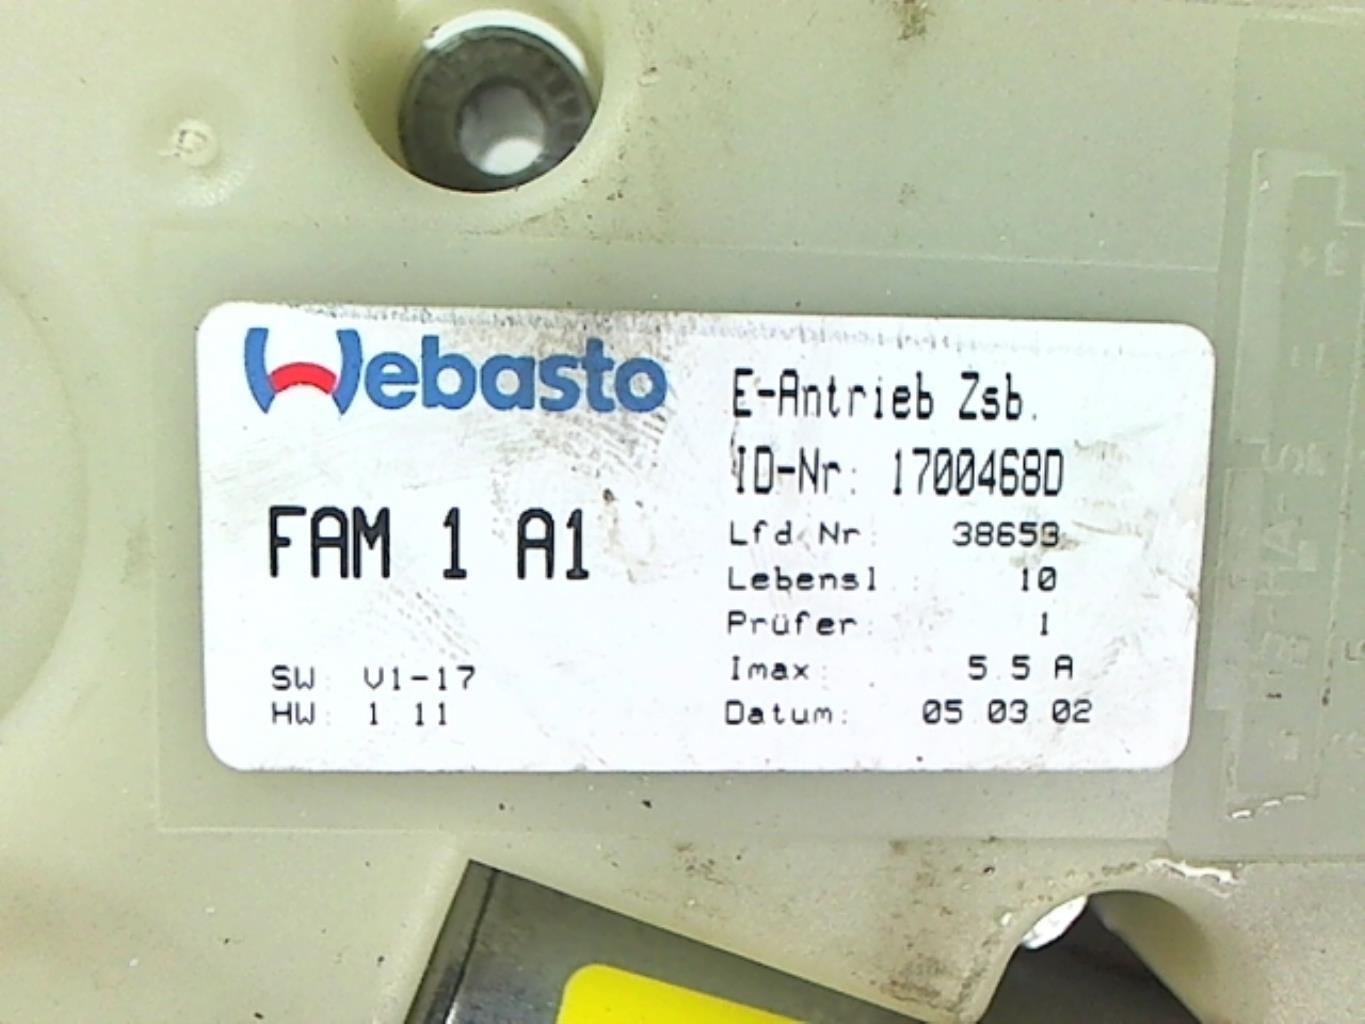 Webasto
FAM 1 A1
SW: V1-17
HW: 1.11
E-Antrieb Zsb.
ID-Nr: 1700468D
Lfd.Nr: 38653
Lebensl.: 10
Prüfer: 1
Imax: 5.5 A
Datum: 05.03.02